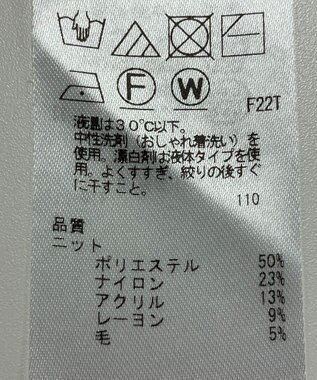 F W
F22T
液温は30℃以下。
中性洗剤(おしゃれ着洗い)を
使用。漂白剤は液体タイプを使
用。よくすすぎ、絞りの後すぐ
に干すこと。
110
品質
ニット
ポリエステル 50%
ナイロン 23%
アクリル 13%
レーヨン 9%
毛 5%